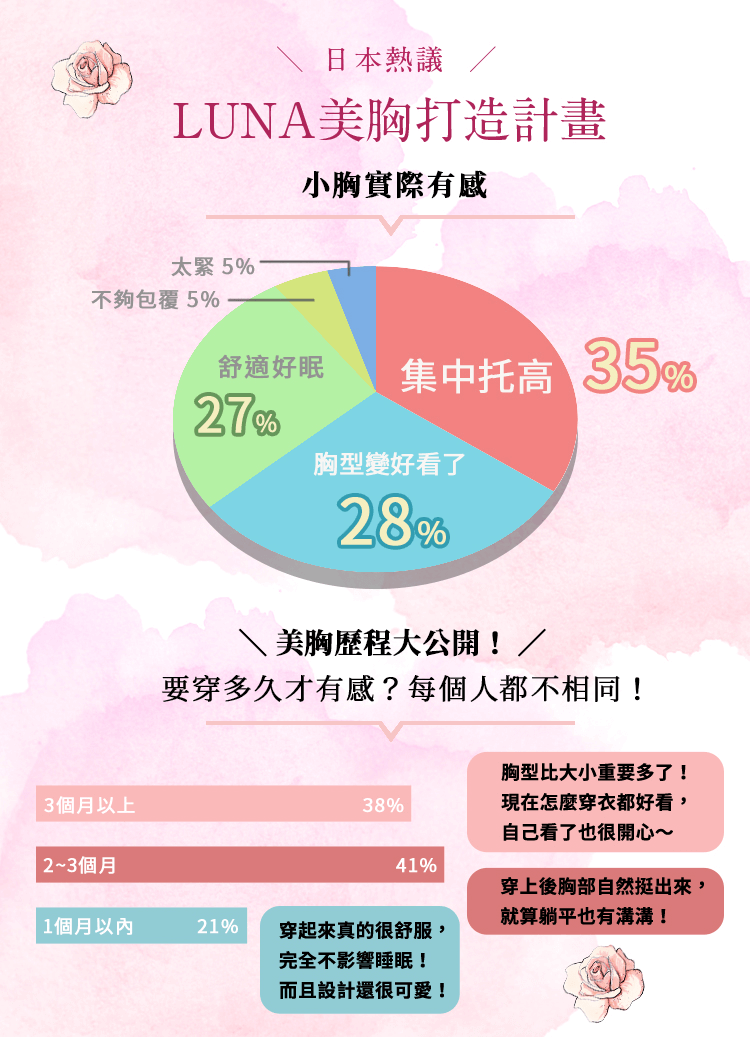 日本熱議
LUNA美胸打造計畫
小胸實際有感
太緊 5%
不夠包覆 5%
舒適好眠
27%
集中托高
35%
胸型變好看了
28%
美胸歷程大公開！
要穿多久才有感？每個人都不相同！
3個月以上 38%
胸型比大小重要多了！
現在怎麼穿衣都好看，
自己看了也很開心～
2~3個月 41%
穿上後胸部自然挺出來，
就算躺平也有溝溝！
1個月以內 21%
穿起來真的很舒服，
完全不影響睡眠！
而且設計還很可愛！